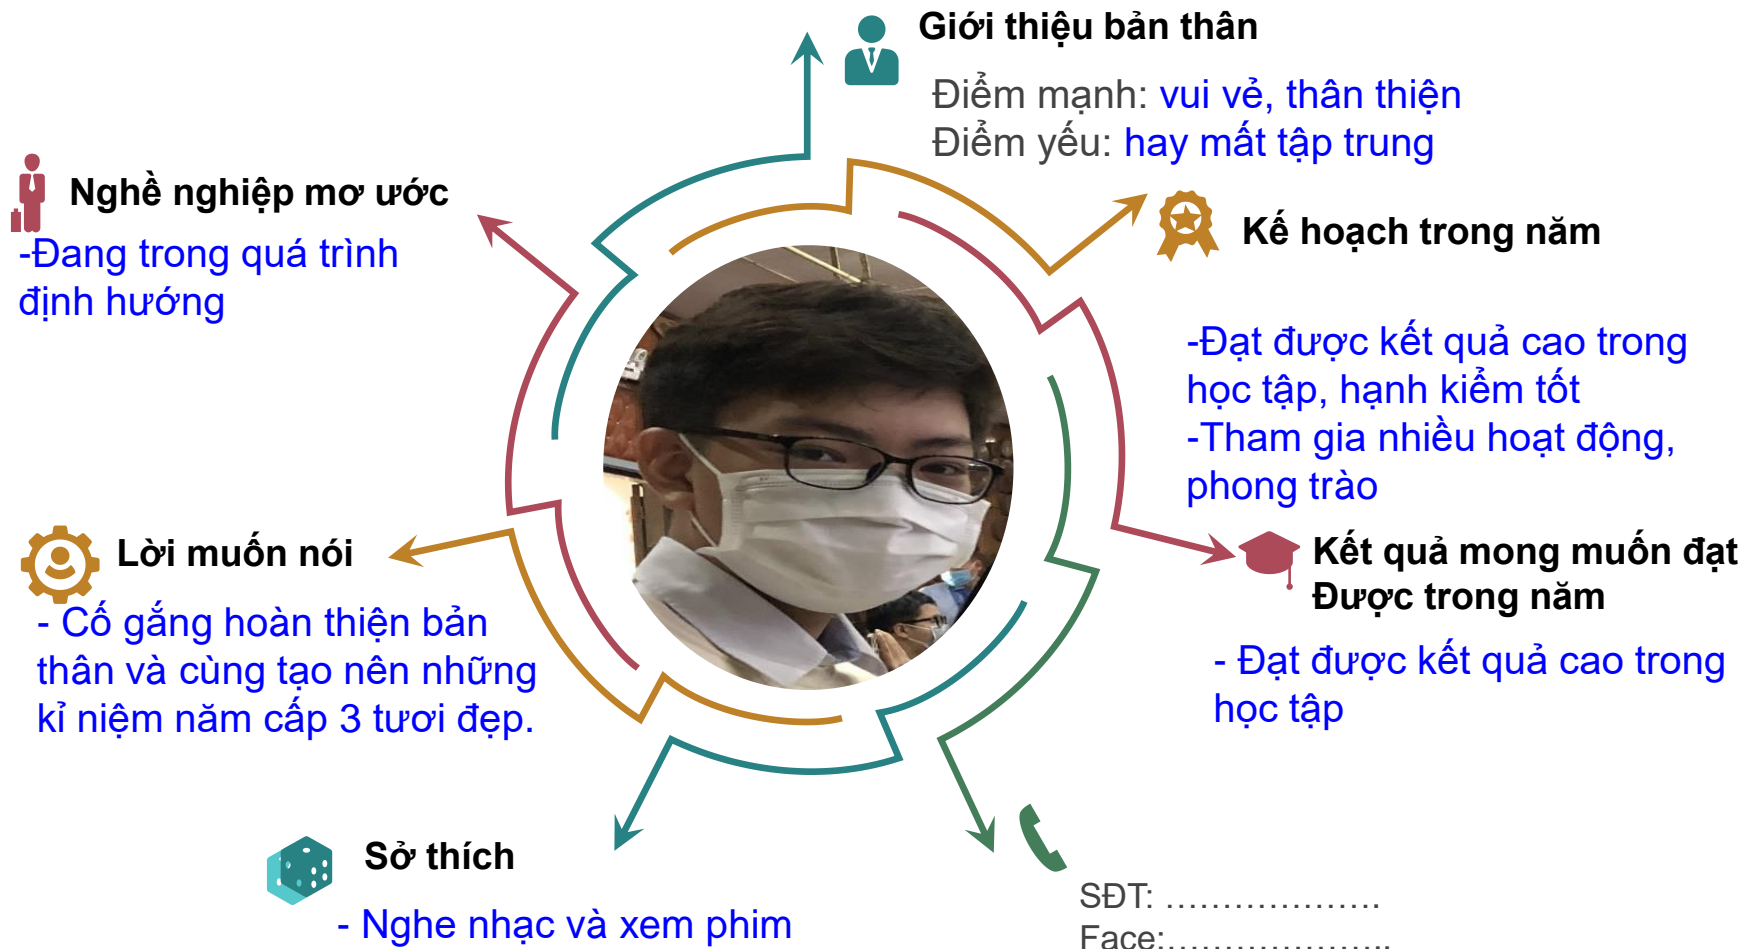 Giới thiệu bản thân
Điểm mạnh: vui vẻ, thân thiện
Điểm yếu: hay mất tập trung
Nghề nghiệp mơ ước
-Đang trong quá trình
định hướng
Kế hoạch trong năm
-Đạt được kết quả cao trong
học tập, hạnh kiểm tốt
-Tham gia nhiều hoạt động,
phong trào
Lời muốn nói
- Cố gắng hoàn thiện bản
thân và cùng tạo nên những
kỉ niệm năm cấp 3 tươi đẹp.
Kết quả mong muốn đạt
Được trong năm
- Đạt được kết quả cao trong
học tập
Sở thích
- Nghe nhạc và xem phim
SĐT: ……………….
Face:………………..